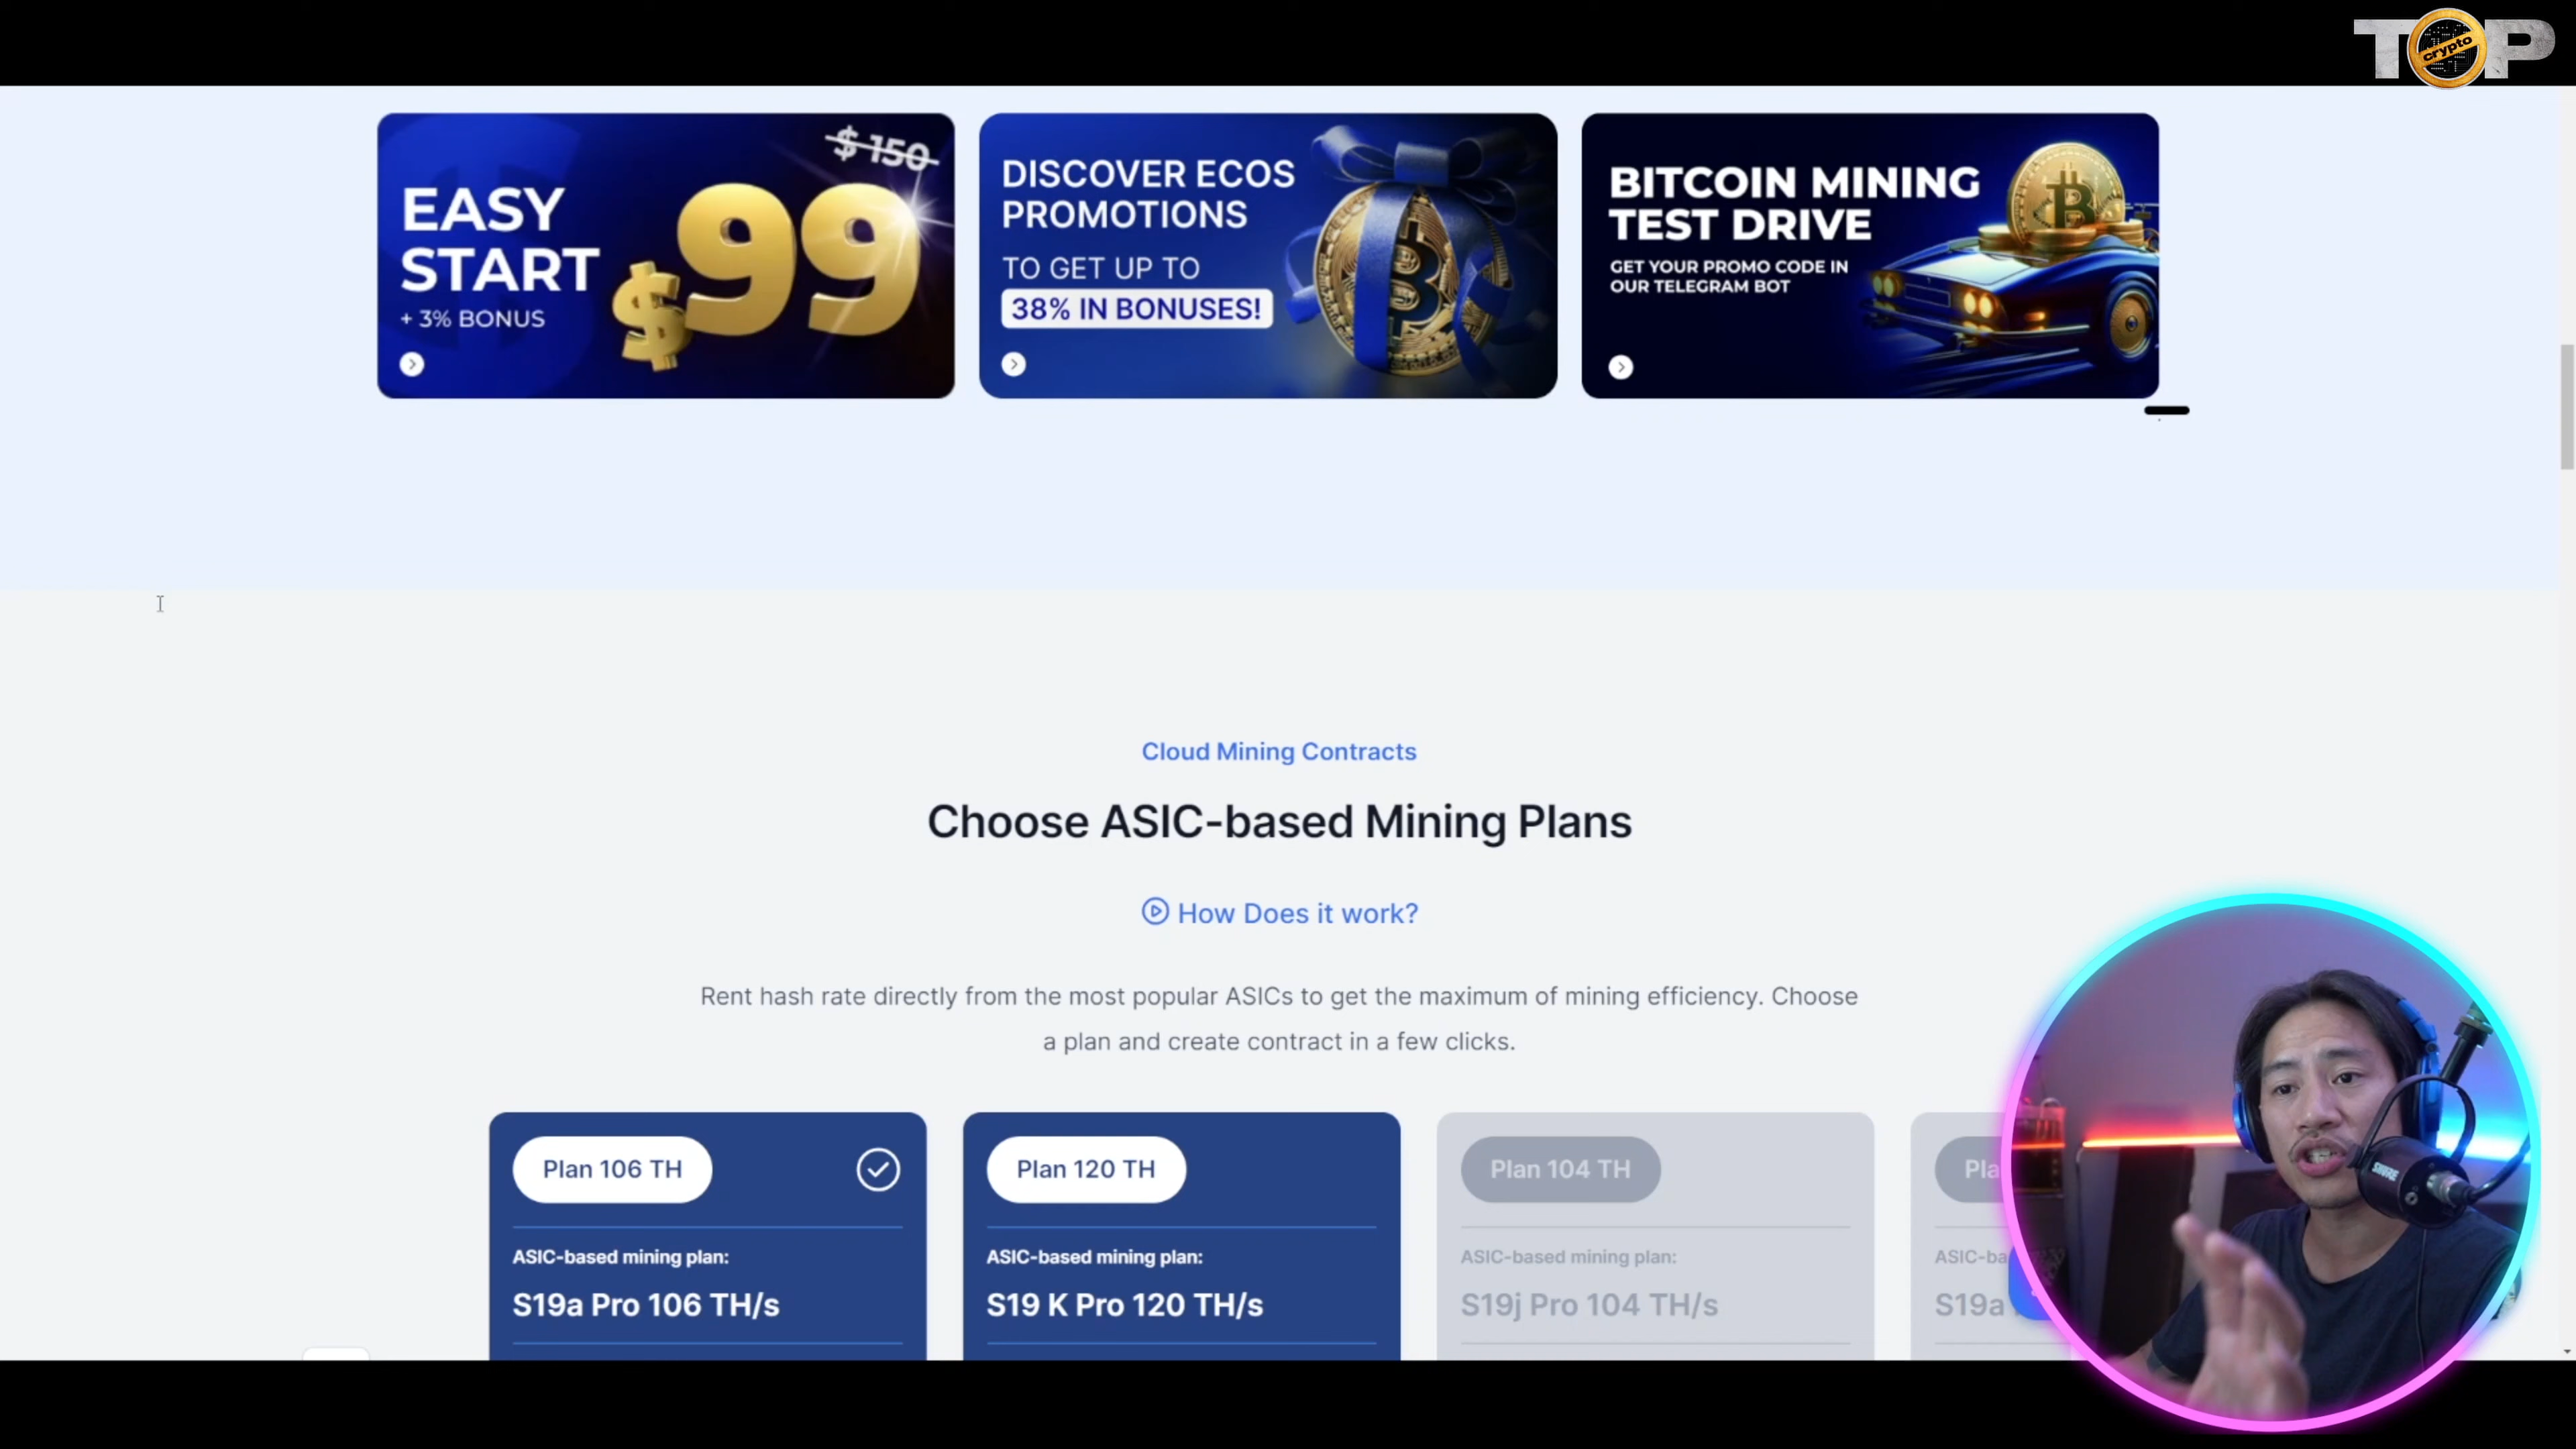 TOP
crypto
$150
EASY
START
$99
+ 3% BONUS
DISCOVER ECOS
PROMOTIONS
TO GET UP TO
38% IN BONUSES!
BITCOIN MINING
TEST DRIVE
GET YOUR PROMO CODE IN
OUR TELEGRAM BOT
Cloud Mining Contracts
Choose ASIC-based Mining Plans
How Does it work?
Rent hash rate directly from the most popular ASICs to get the maximum of mining efficiency. Choose
a plan and create contract in a few clicks.
Plan 106 TH
ASIC-based mining plan:
S19a Pro 106 TH/s
Plan 120 TH
ASIC-based mining plan:
S19 K Pro 120 TH/s
Plan 104 TH
ASIC-based mining plan:
S19j Pro 104 TH/s
Pla
ASIC-ba
S19a
SHURE